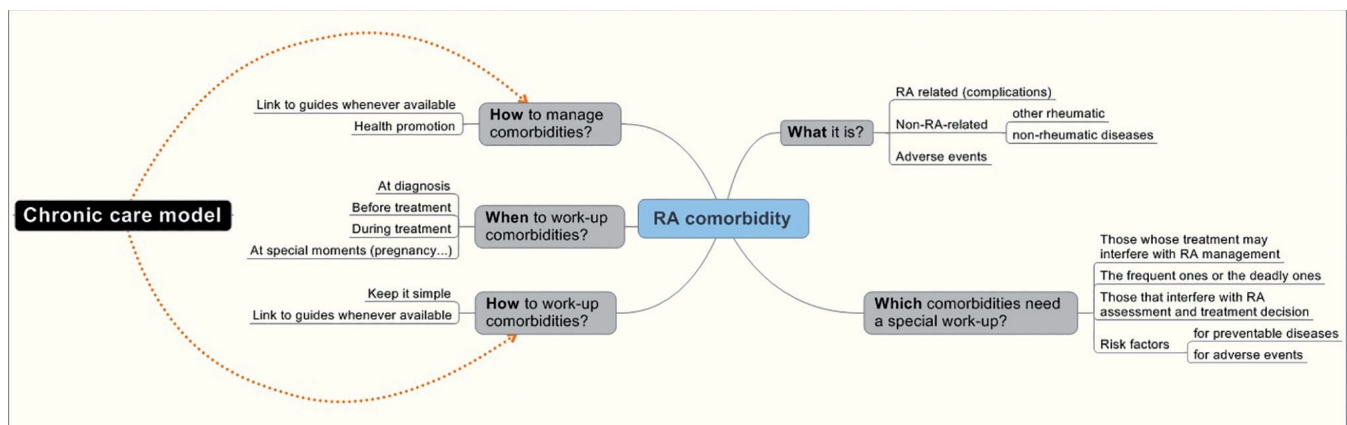 Chronic care model
Link to guides whenever available
Health promotion
How to manage
comorbidities?
At diagnosis
Before treatment
During treatment
At special moments (pregnancy...)
When to work-up
comorbidities?
Keep it simple
Link to guides whenever available
How to work-up
comorbidities?
RA comorbidity
What it is?
RA related (complications)
Non-RA-related
other rheumatic
non-rheumatic diseases
Adverse events
Which comorbidities need
a special work-up?
Those whose treatment may
interfere with RA management
The frequent ones or the deadly ones
Those that interfere with RA
assessment and treatment decision
Risk factors
for preventable diseases
for adverse events